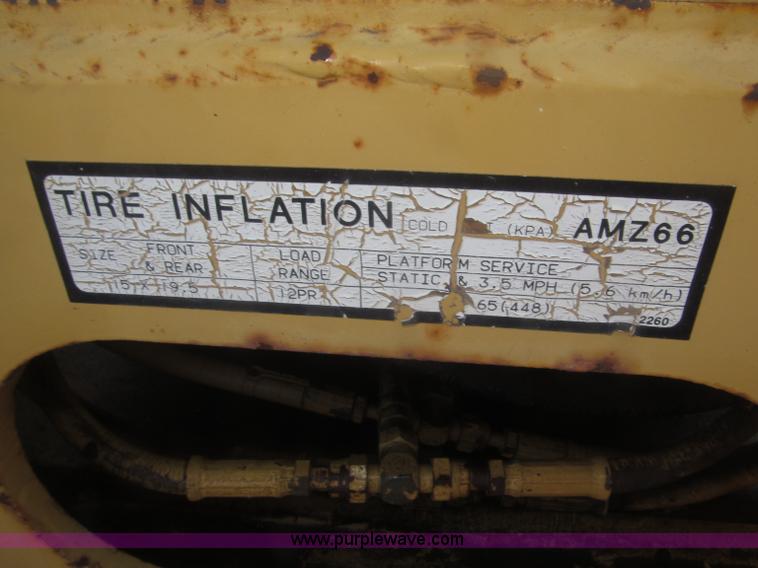 TIRE INFLATION COLD (KPA) AMZ66
SIZE FRONT & REAR LOAD RANGE PLATFORM SERVICE
STATIC & 3.5 MPH (5.6 km/h)
15 X 19.5 12PR 65(448)
2260
www.purplewave.com